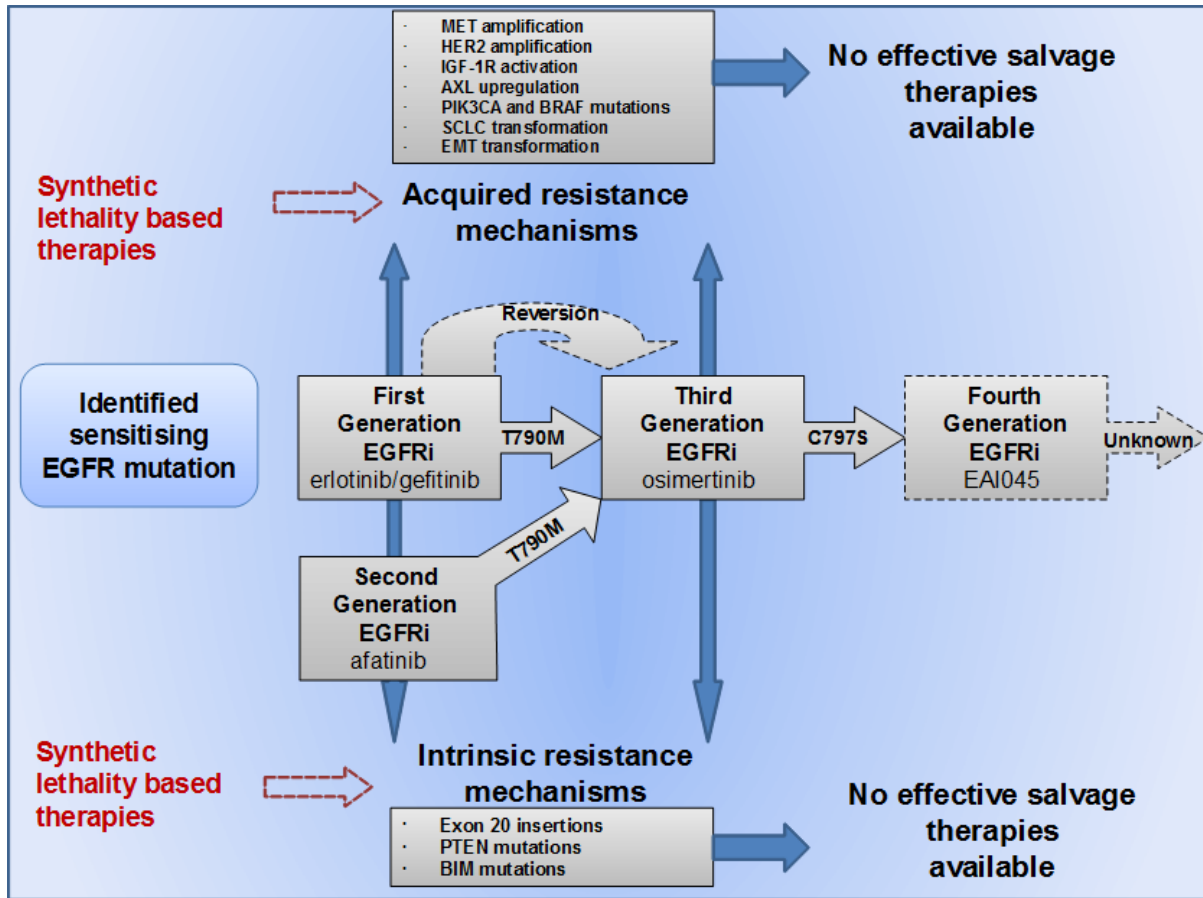 · MET amplification
· HER2 amplification
· IGF-1R activation
· AXL upregulation
· PIK3CA and BRAF mutations
· SCLC transformation
· EMT transformation
No effective salvage
therapies
available
Synthetic
lethality based
therapies
Acquired resistance
mechanisms
Reversion
Identified
sensitising
EGFR mutation
First
Generation
EGFRi
erlotinib/gefitinib
T790M
Third
Generation
EGFRi
osimertinib
C797S
Fourth
Generation
EGFRi
EAI045
Unknown
T790M
Second
Generation
EGFRi
afatinib
Synthetic
lethality based
therapies
Intrinsic resistance
mechanisms
· Exon 20 insertions
· PTEN mutations
· BIM mutations
No effective salvage
therapies
available